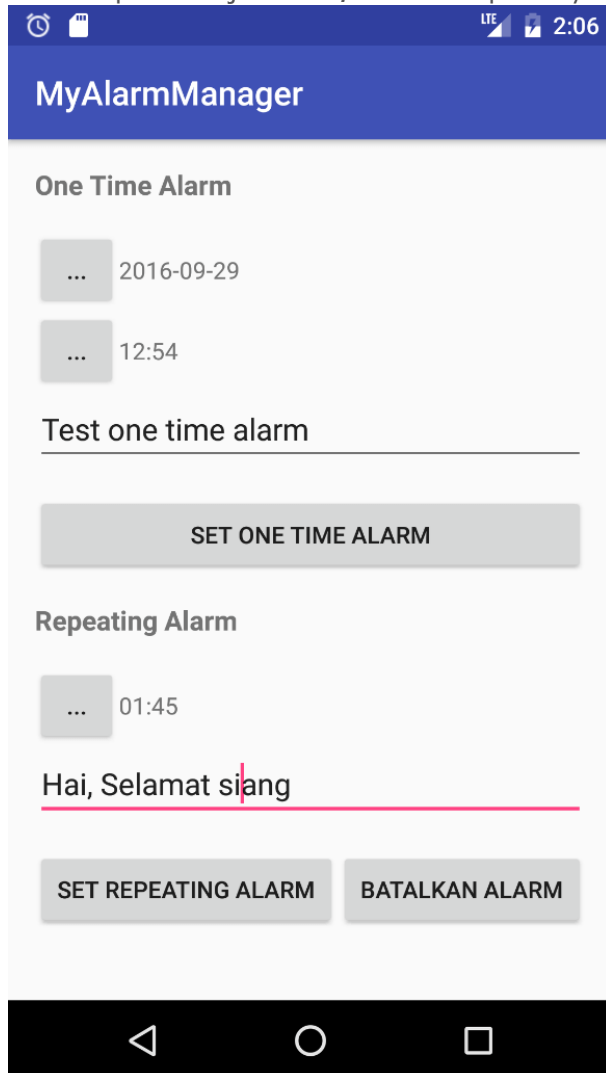 LTE 2:06
MyAlarmManager
One Time Alarm
... 2016-09-29
... 12:54
Test one time alarm
SET ONE TIME ALARM
Repeating Alarm
... 01:45
Hai, Selamat siang
SET REPEATING ALARM BATALKAN ALARM